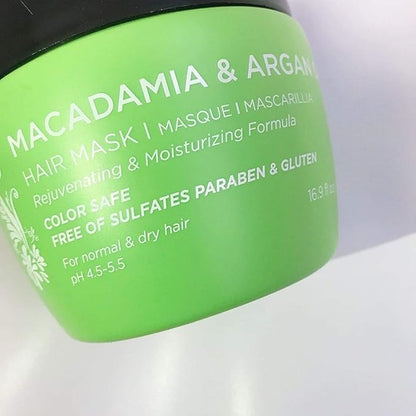 MACADAMIA & ARGAN
HAIR MASK | MASQUE | MASCARILLA
Rejuvenating & Moisturizing Formula
COLOR SAFE
FREE OF SULFATES PARABEN & GLUTEN
16.9 fl
For normal & dry hair
pH 4.5-5.5